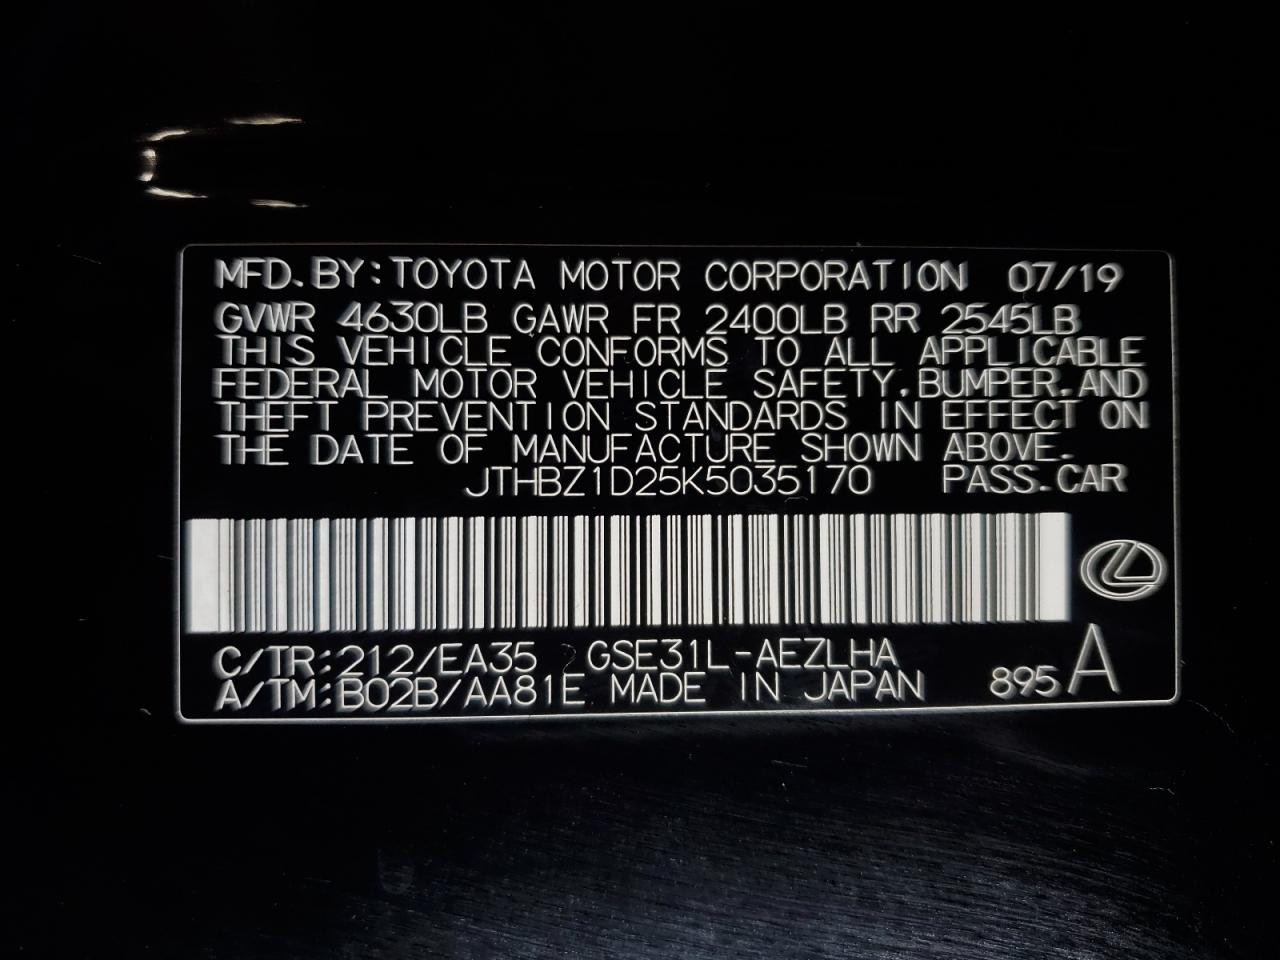 MFD. BY: TOYOTA MOTOR CORPORATION 07/19
GVWR 4630LB GAWR FR 2400LB RR 2545LB
THIS VEHICLE CONFORMS TO ALL APPLICABLE
FEDERAL MOTOR VEHICLE SAFETY, BUMPER, AND
THEFT PREVENTION STANDARDS IN EFFECT ON
THE DATE OF MANUFACTURE SHOWN ABOVE.
JTHBZ1D25K5035170 PASS. CAR
C/TR: 212/EA35 GSE31L-AEZLHA
A/TM: B02B/AA81E MADE IN JAPAN 895 A